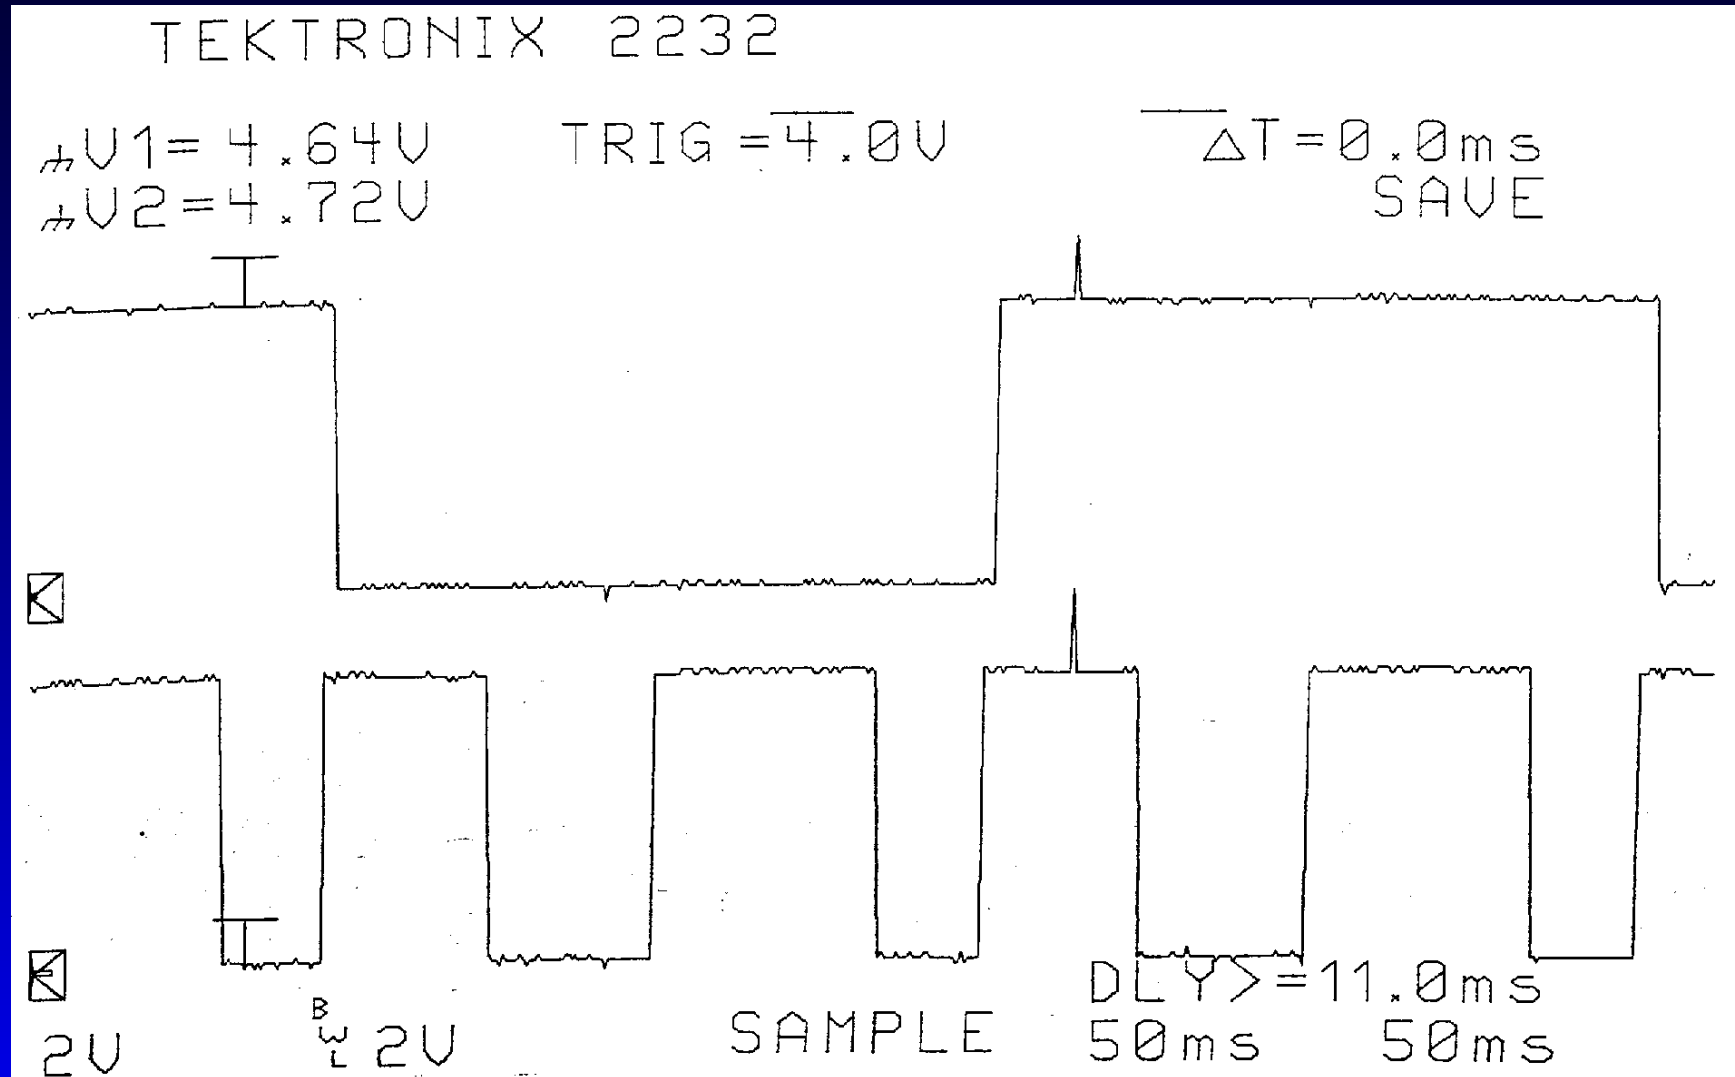 TEKTRONIX 2232
V1= 4.64V TRIG =4.0V ΔT=0.0ms
V2=4.72V SAVE
DLY>=11.0ms
2V BWL 2V SAMPLE 50ms 50ms